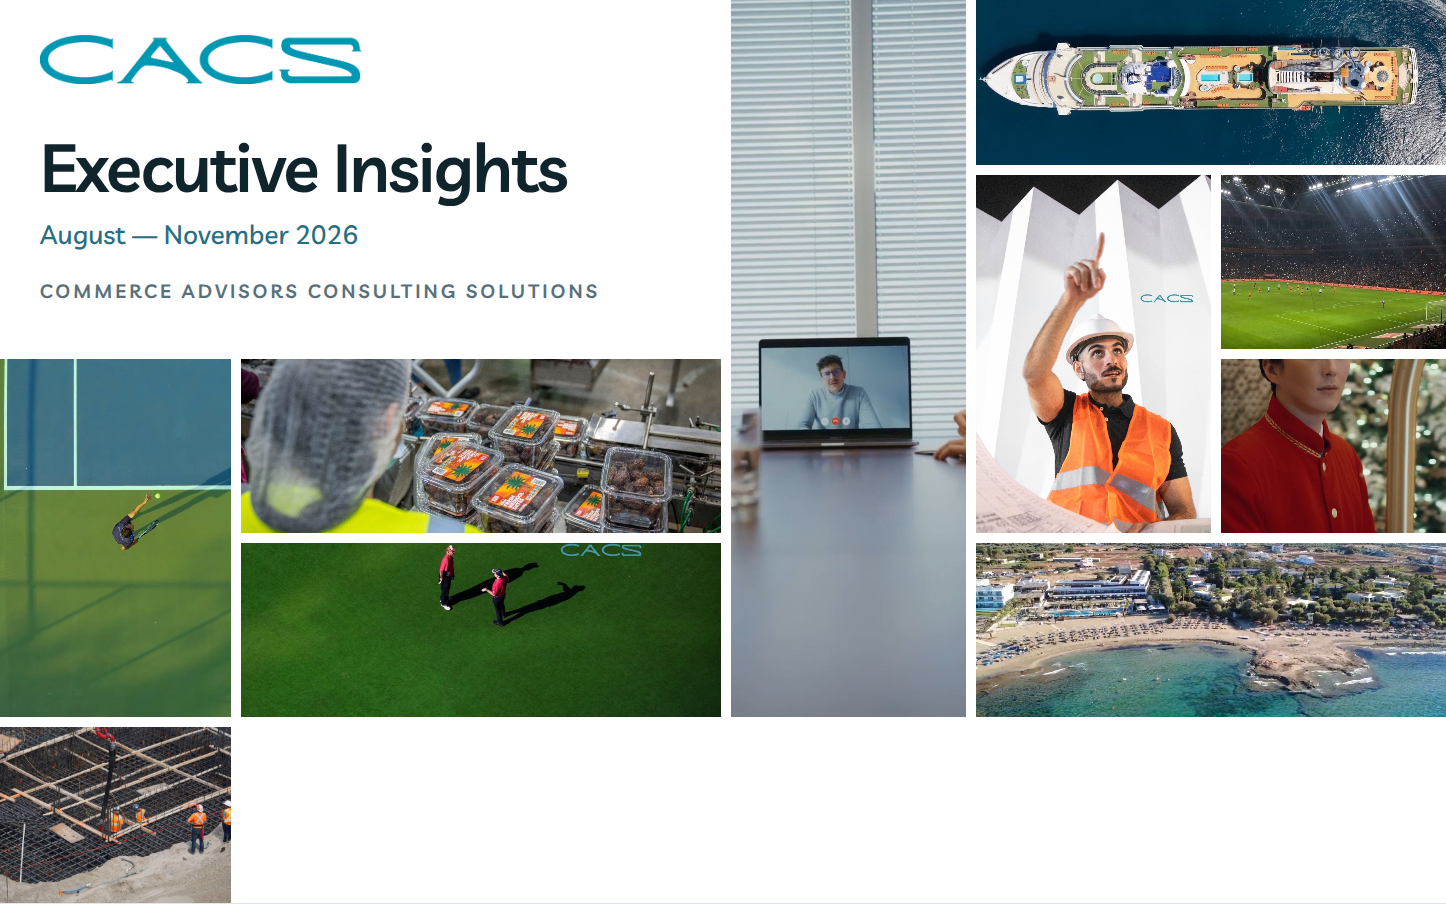 CACS
Executive Insights
August — November 2026
COMMERCE ADVISORS CONSULTING SOLUTIONS
CACS
CACS